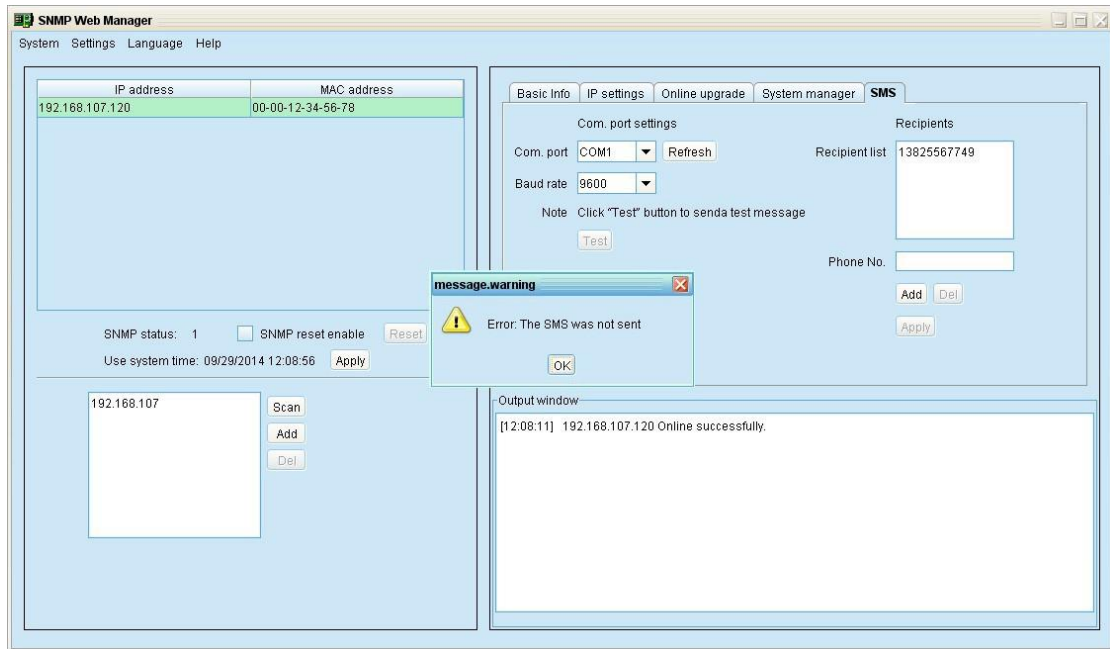 SNMP Web Manager
System Settings Language Help
IP address MAC address
192.168.107.120 00-00-12-34-56-78
SNMP status: 1 SNMP reset enable Reset
Use system time: 09/29/2014 12:08:56 Apply
192.168.107
Scan
Add
Del
Basic Info IP settings Online upgrade System manager SMS
Com. port settings
Com. port COM1 Refresh
Baud rate 9600
Note Click "Test" button to senda test message
Test
Recipients
Recipient list 13825567749
Phone No.
Add Del
Apply
message.warning
Error: The SMS was not sent
OK
Output window
[12:08:11] 192.168.107.120 Online successfully.